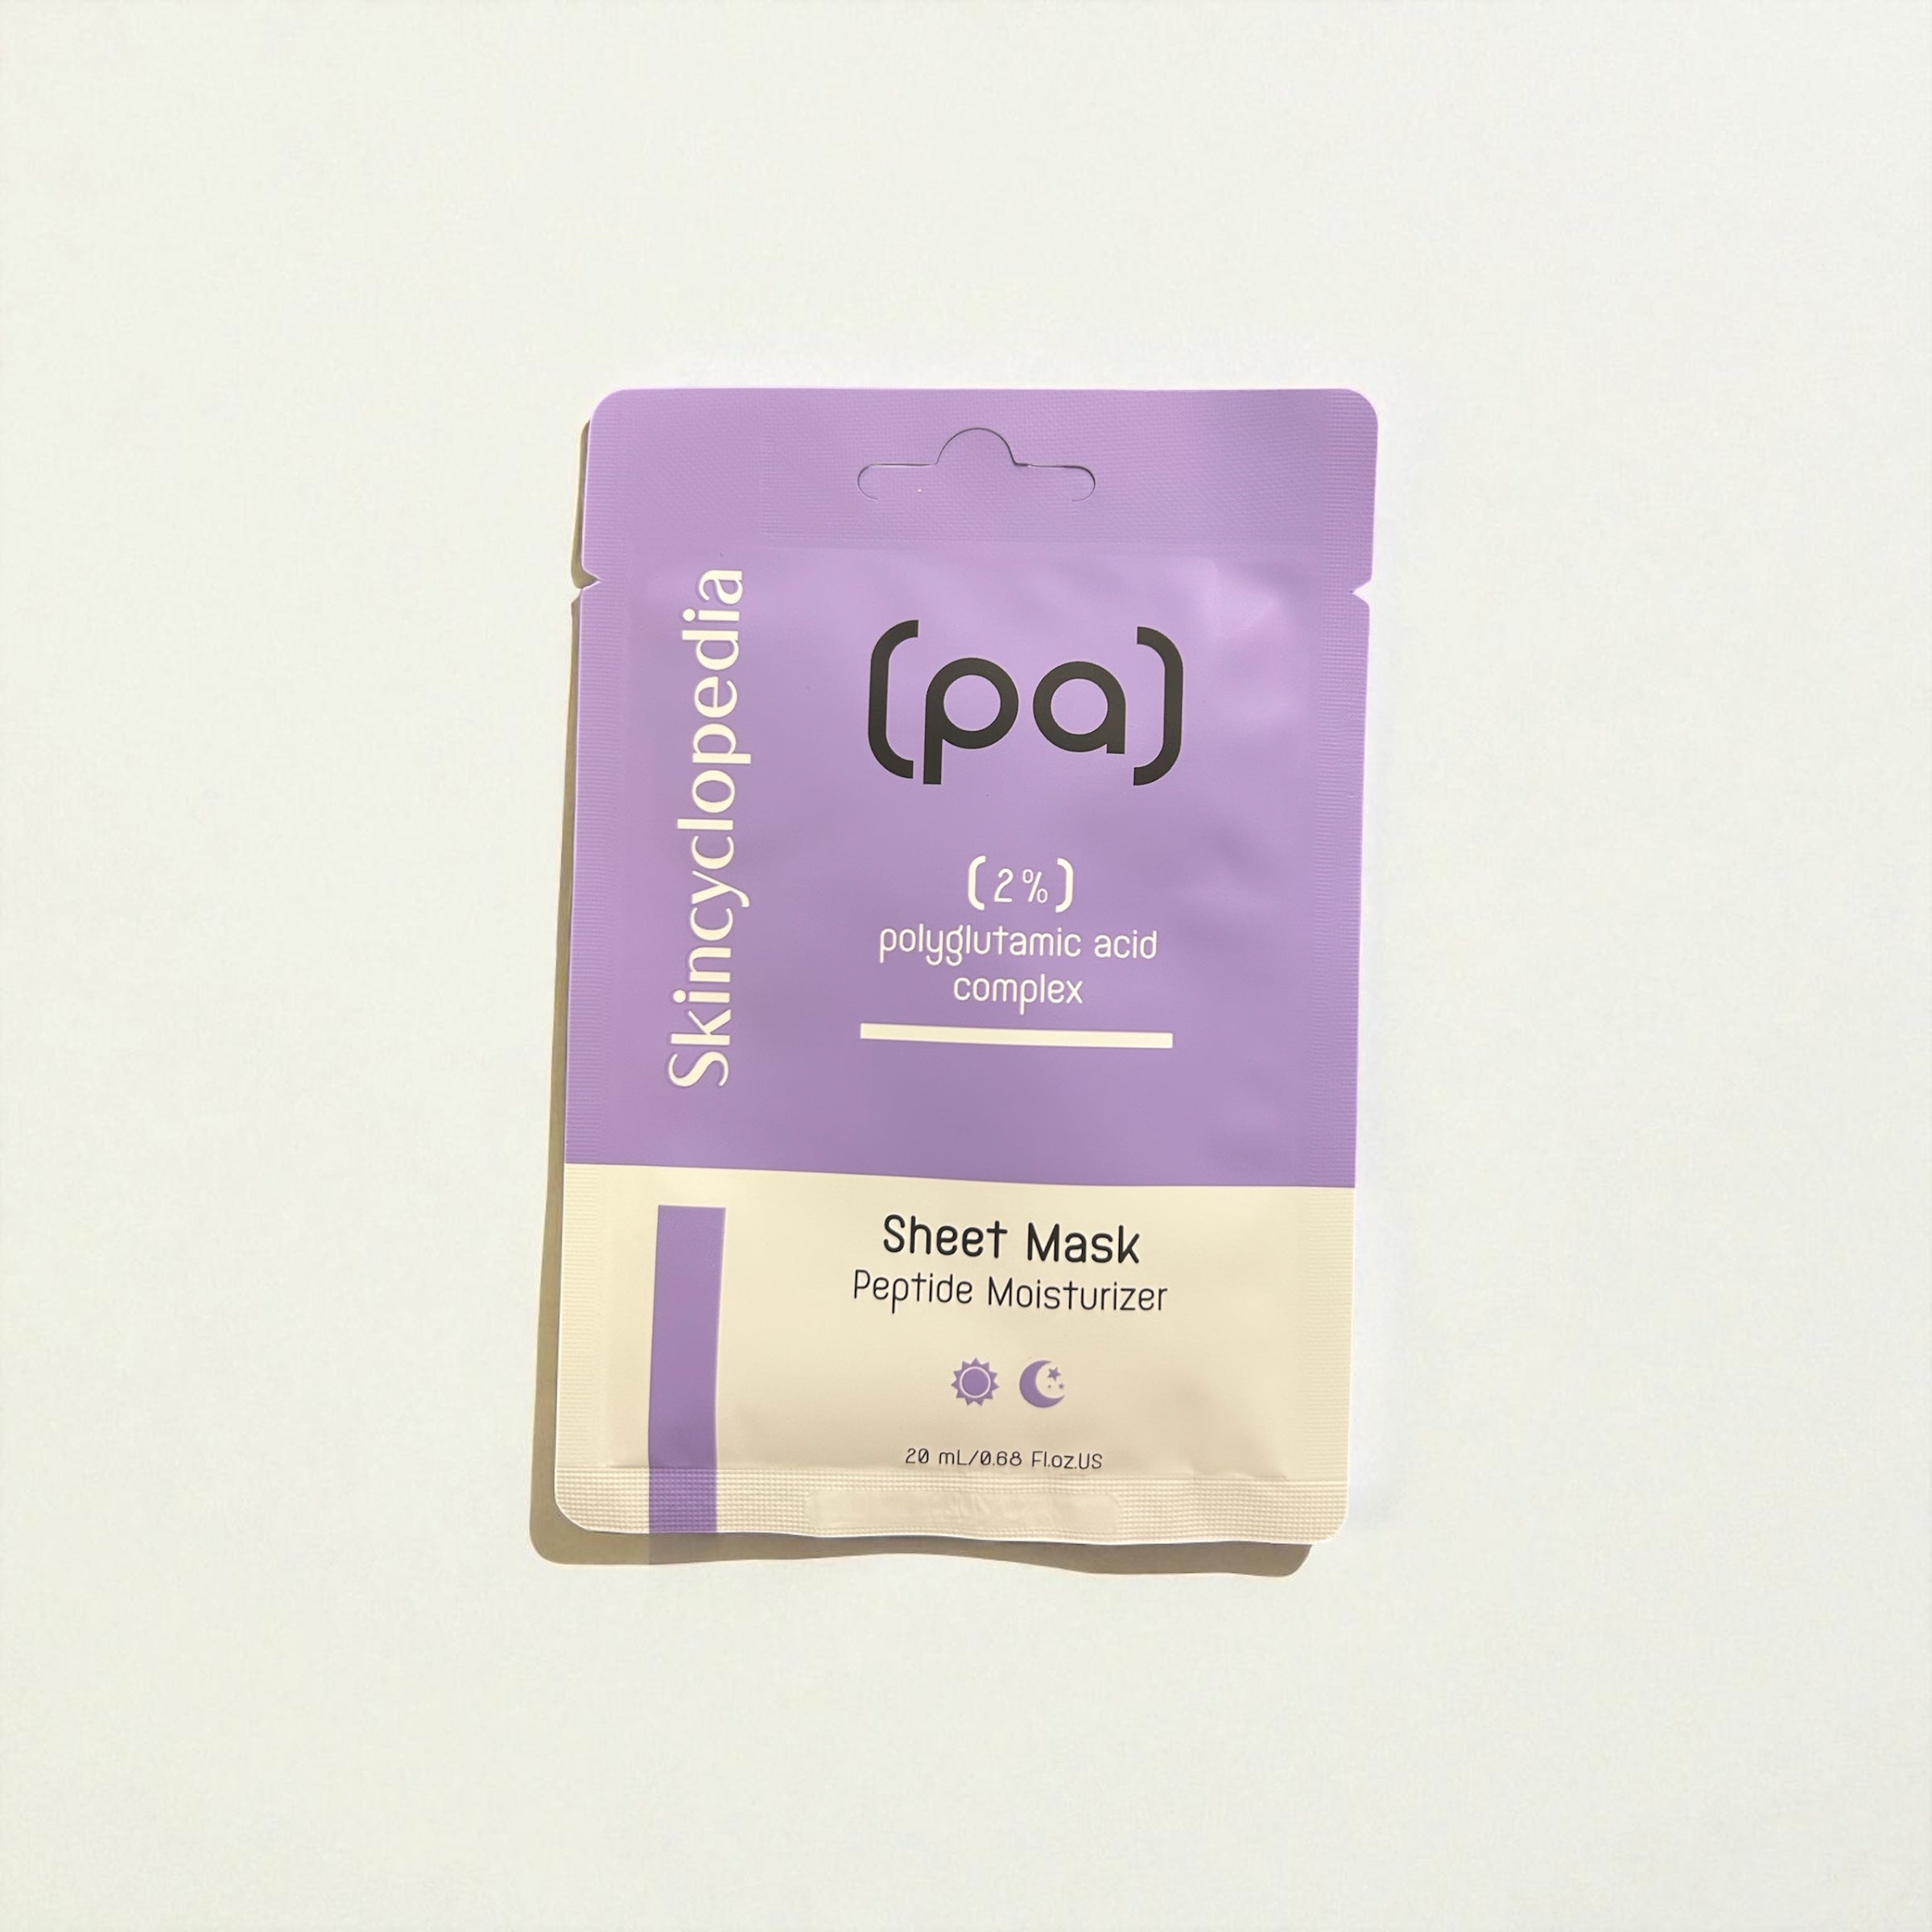 Skincyclopedia
(pa)
(2%)
polyglutamic acid
complex
Sheet Mask
Peptide Moisturizer
20 mL/0.68 Fl.oz.US